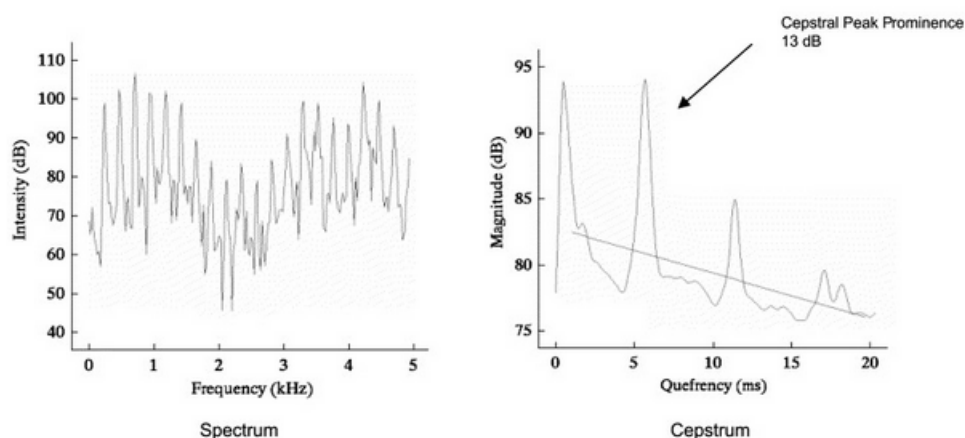 Cepstral Peak Prominence
13 dB
110
100
90
80
70
60
50
40
Intensity (dB)
0 1 2 3 4 5
Frequency (kHz)
Spectrum
95
90
85
80
75
Magnitude (dB)
0 5 10 15 20
Quefrency (ms)
Cepstrum